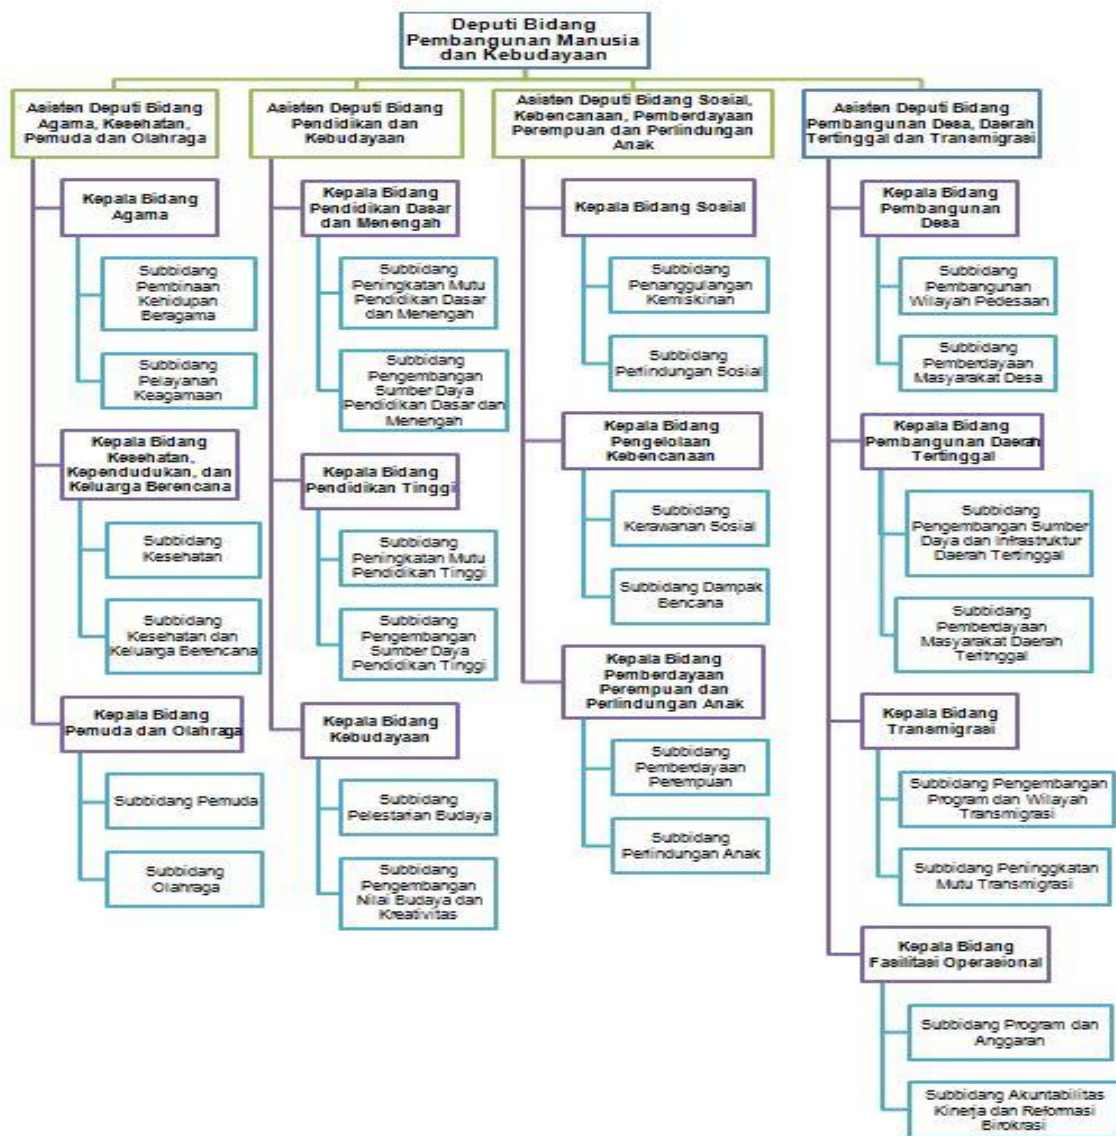 Deputi Bidang
Pembangunan Manusia
dan Kebudayaan
Asisten Deputi Bidang
Agama, Kesehatan,
Pemuda dan Olahraga
Kepala Bidang
Agama
Subbidang
Pembinaan
Kehidupan
Beragama
Subbidang
Pelayanan
Keagamaan
Kepala Bidang
Kesehatan,
Kependudukan, dan
Keluarga Berencana
Subbidang
Kesehatan
Subbidang
Kesehatan dan
Keluarga Berencana
Kepala Bidang
Pemuda dan Olahraga
Subbidang Pemuda
Subbidang
Olahraga
Asisten Deputi Bidang
Pendidikan dan
Kebudayaan
Kepala Bidang
Pendidikan Dasar
dan Menengah
Subbidang
Peningkatan Mutu
Pendidikan Dasar
dan Menengah
Subbidang
Pengembangan
Sumber Daya
Pendidikan Dasar dan
Menengah
Kepala Bidang
Pendidikan Tinggi
Subbidang
Peningkatan Mutu
Pendidikan Tinggi
Subbidang
Pengembangan
Sumber Daya
Pendidikan Tinggi
Kepala Bidang
Kebudayaan
Subbidang
Pelestarian Budaya
Subbidang
Pengembangan
Nilai Budaya dan
Kreativitas
Asisten Deputi Bidang Sosial,
Kebencanaan, Pemberdayaan
Perempuan dan Perlindungan
Anak
Kepala Bidang Sosial
Subbidang
Penanggulangan
Kemiskinan
Subbidang
Perlindungan Sosial
Kepala Bidang
Pengelolaan
Kebencanaan
Subbidang
Kerawanan Sosial
Subbidang Dampak
Bencana
Kepala Bidang
Pemberdayaan
Perempuan dan
Perlindungan Anak
Subbidang
Pemberdayaan
Perempuan
Subbidang
Perlindungan Anak
Asisten Deputi Bidang
Pembangunan Desa, Daerah
Tertinggal dan Transmigrasi
Kepala Bidang
Pembangunan
Desa
Subbidang
Pembangunan
Wilayah Pedesaan
Subbidang
Pemberdayaan
Masyarakat Desa
Kepala Bidang
Pembangunan Daerah
Tertinggal
Subbidang
Pengembangan Sumber
Daya dan Infrastruktur
Daerah Tertinggal
Subbidang
Pemberdayaan
Masyarakat Daerah
Teritnggal
Kepala Bidang
Transmigrasi
Subbidang Pengembangan
Program dan Wilayah
Transmigrasi
Subbidang Peninggkatan
Mutu Transmigrasi
Kepala Bidang
Fasilitasi Operasional
Subbidang Program dan
Anggaran
Subbidang Akuntabilitas
Kinerja dan Reformasi
Birokrasi